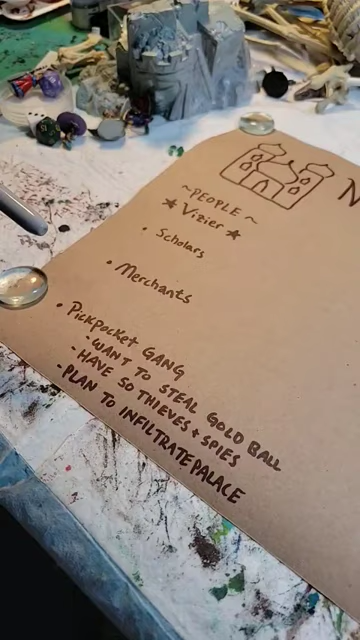 N
~PEOPLE~
★Vizier★
• Scholars
• Merchants
• PickPocket GANG
-WANT TO STEAL GOLD BALL
-HAVE 50 THIEVES + SPIES
-PLAN TO INFILTRATE PALACE